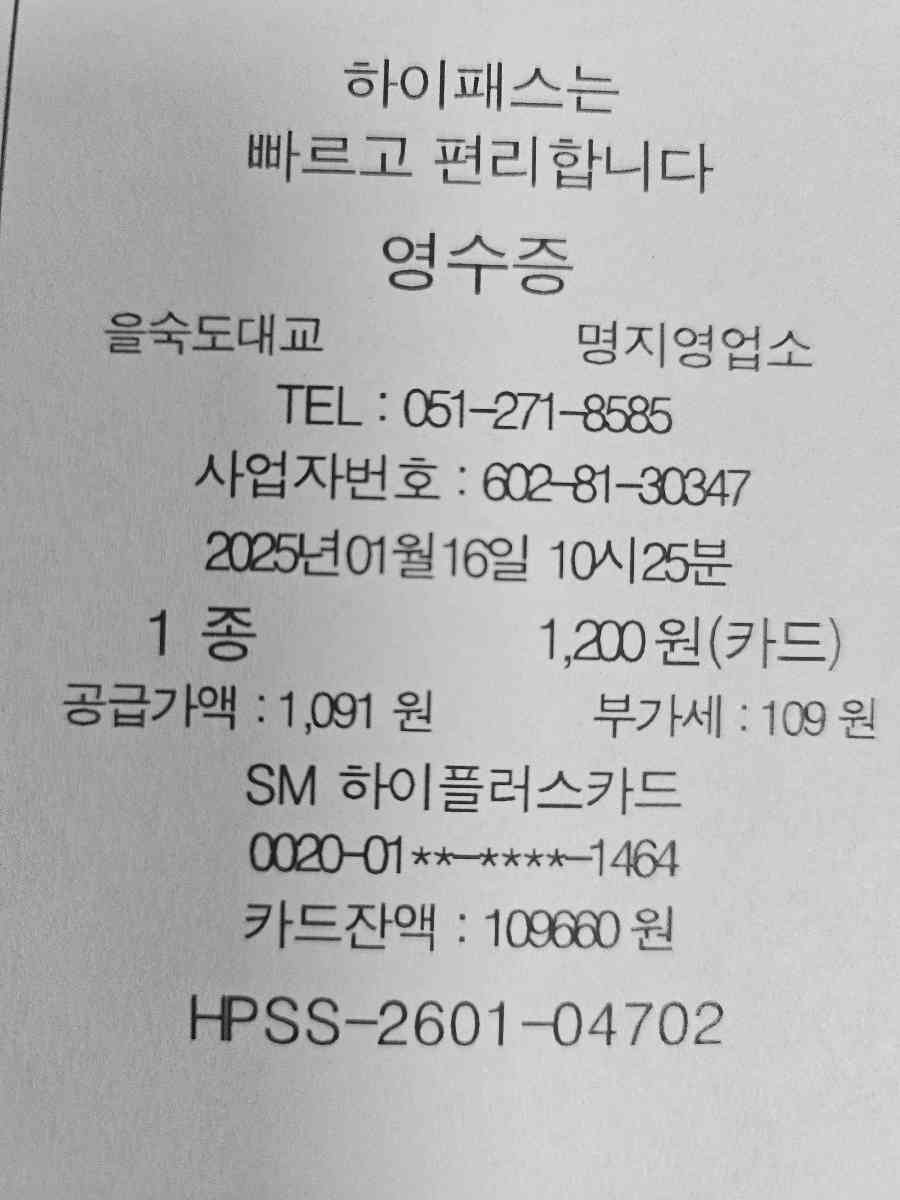 하이패스는
빠르고 편리합니다
영수증
을숙도대교 명지영업소
TEL : 051-271-8585
사업자번호 : 602-81-30347
2025년01월16일 10시25분
1 종 1,200원(카드)
공급가액 : 1,091 원 부가세 : 109 원
SM 하이플러스카드
0020-01**-****-1464
카드잔액 : 109660 원
HPSS-2601-04702